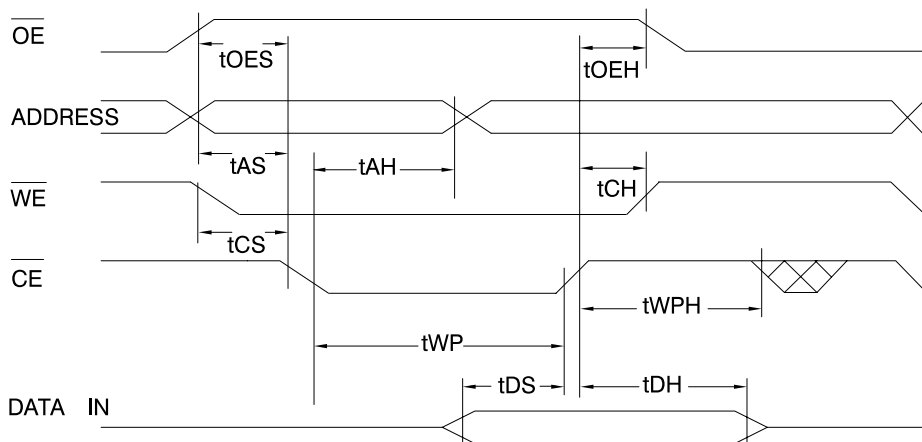 OE
tOES
tOEH
ADDRESS
tAS
tAH
WE
tCH
tCS
CE
tWPH
tWP
tDS
tDH
DATA IN